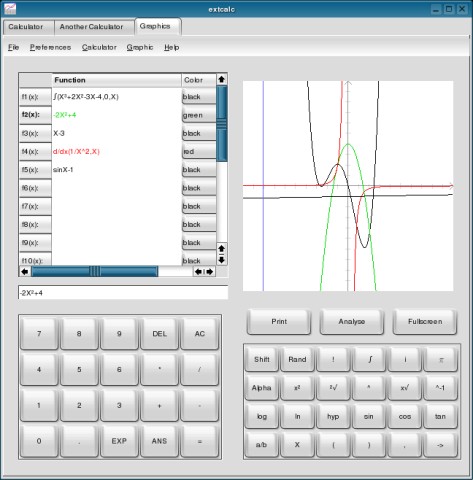 extcalc
Calculator Another Calculator Graphics
File Preferences Calculator Graphic Help
Function Color
f1(x): ∫(X³+2X²-3X-4,0,X) black
f2(x): -2X²+4 green
f3(x): X-3 black
f4(x): d/dx(1/X^2,X) red
f5(x): sinX-1 black
f6(x): black
f7(x): black
f8(x): black
f9(x): black
f10(x): black
-2X²+4
Print Analyse Fullscreen
7 8 9 DEL AC
4 5 6 * /
1 2 3 + -
0 . EXP ANS =
Shift Rand ! ∫ i π
Alpha x² ²√ ^ x√ ^-1
log ln hyp sin cos tan
a/b X ( ) , ->